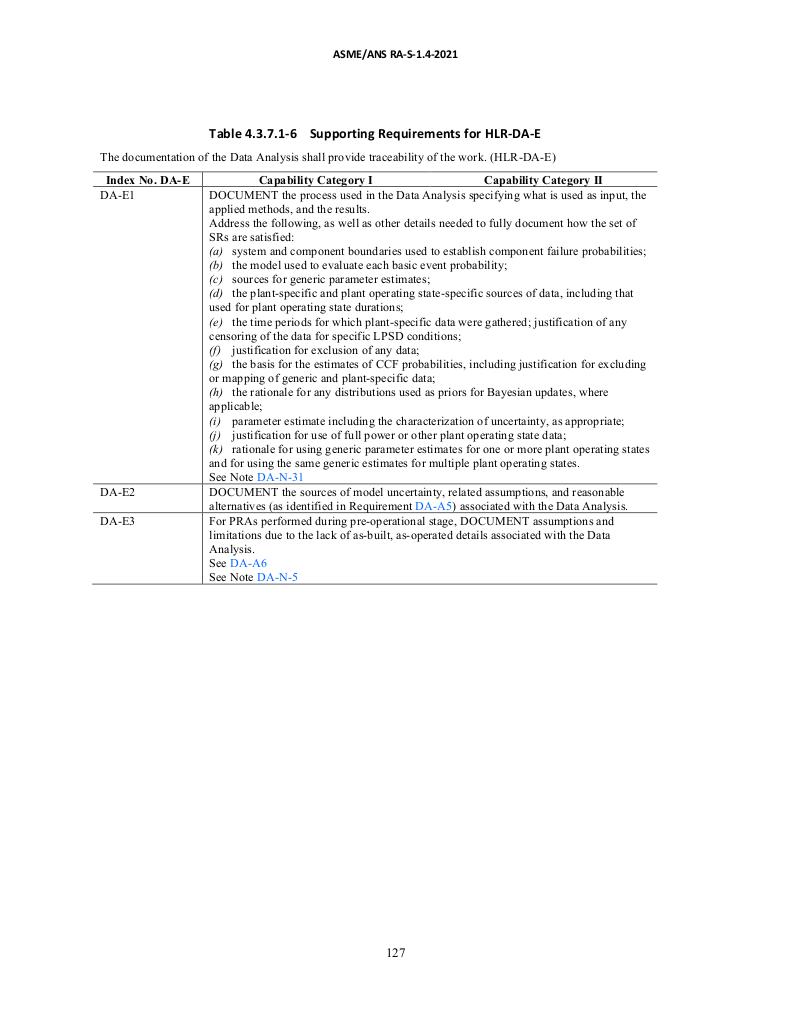 ASME/ANS RA-S-1.4-2021
Table 4.3.7.1-6 Supporting Requirements for HLR-DA-E
The documentation of the Data Analysis shall provide traceability of the work. (HLR-DA-E)
Index No. DA-E Capability Category I Capability Category II
DA-E1 DOCUMENT the process used in the Data Analysis specifying what is used as input, the
applied methods, and the results.
Address the following, as well as other details needed to fully document how the set of
SRs are satisfied:
(a) system and component boundaries used to establish component failure probabilities;
(b) the model used to evaluate each basic event probability;
(c) sources for generic parameter estimates;
(d) the plant-specific and plant operating state-specific sources of data, including that
used for plant operating state durations;
(e) the time periods for which plant-specific data were gathered; justification of any
censoring of the data for specific LPSD conditions;
(f) justification for exclusion of any data;
(g) the basis for the estimates of CCF probabilities, including justification for excluding
or mapping of generic and plant-specific data;
(h) the rationale for any distributions used as priors for Bayesian updates, where
applicable;
(i) parameter estimate including the characterization of uncertainty, as appropriate;
(j) justification for use of full power or other plant operating state data;
(k) rationale for using generic parameter estimates for one or more plant operating states
and for using the same generic estimates for multiple plant operating states.
See Note DA-N-31
DA-E2 DOCUMENT the sources of model uncertainty, related assumptions, and reasonable
alternatives (as identified in Requirement DA-A5) associated with the Data Analysis.
DA-E3 For PRAs performed during pre-operational stage, DOCUMENT assumptions and
limitations due to the lack of as-built, as-operated details associated with the Data
Analysis.
See DA-A6
See Note DA-N-5
127